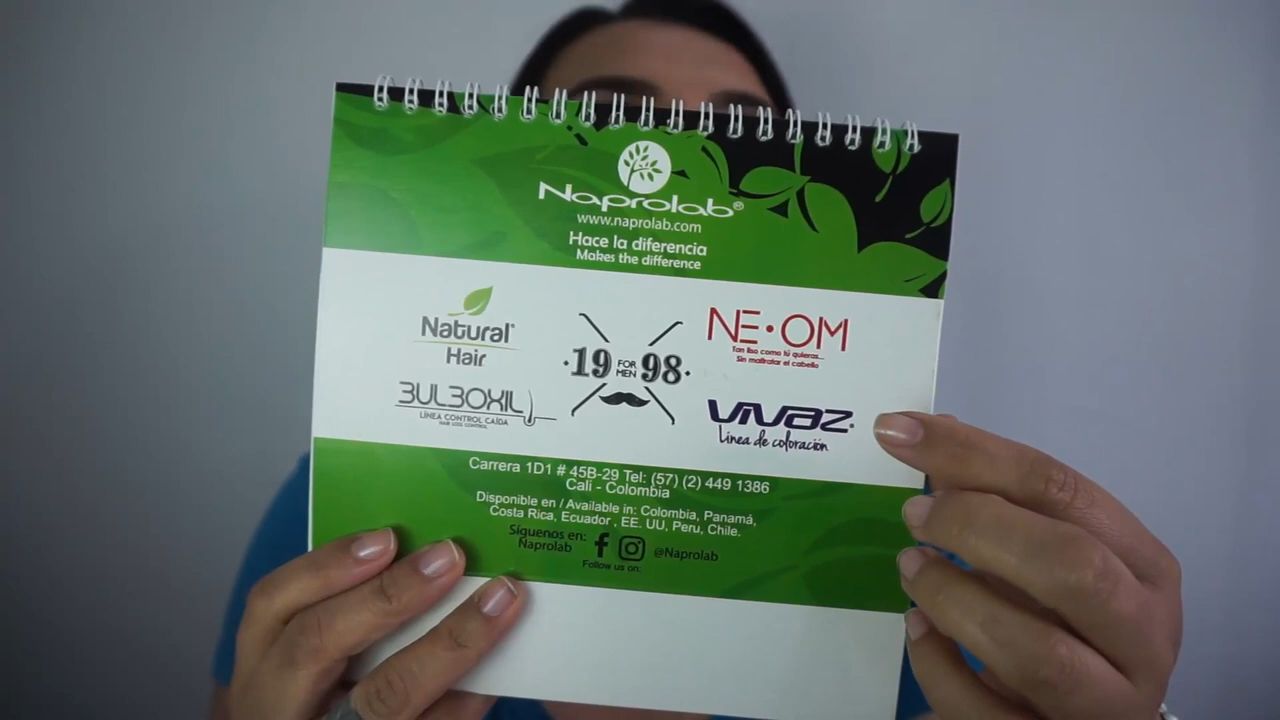 Naprolab®
www.naprolab.com
Hace la diferencia
Makes the difference
Natural®
Hair
BULBOXIL
LÍNEA CONTROL CAÍDA
HAIR LOSS CONTROL
19 FOR MEN 98
NE•OM
Tan liso como tú quieras...
Sin maltratar el cabello
VIVAZ®
Línea de coloración
Carrera 1D1 # 45B-29 Tel: (57) (2) 449 1386
Cali - Colombia
Disponible en / Available in: Colombia, Panamá,
Costa Rica, Ecuador , EE. UU, Peru, Chile.
Síguenos en:
Naprolab
@Naprolab
Follow us on: